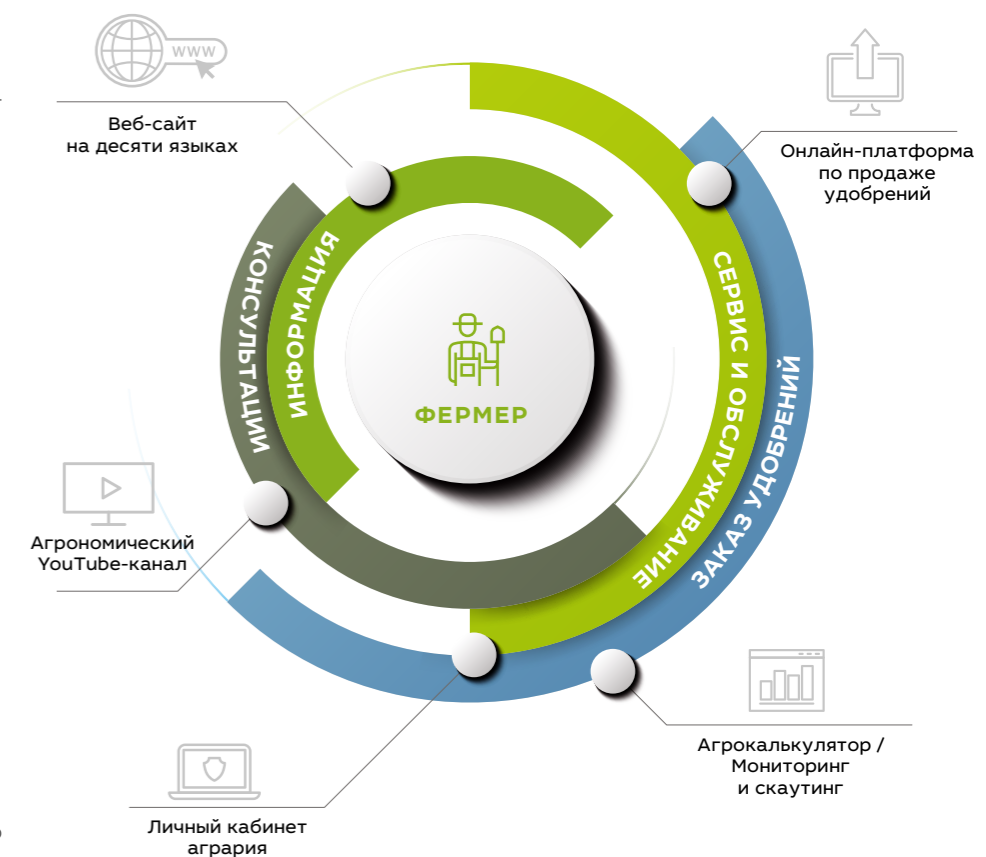 www
Веб-сайт
на десяти языках
Онлайн-платформа
по продаже
удобрений
КОНСУЛЬТАЦИИ
ИНФОРМАЦИЯ
ФЕРМЕР
СЕРВИС И ОБСЛУЖИВАНИЕ
ЗАКАЗ УДОБРЕНИЙ
Агрономический
YouTube-канал
Агрокалькулятор /
Мониторинг
и скаутинг
Личный кабинет
агрария